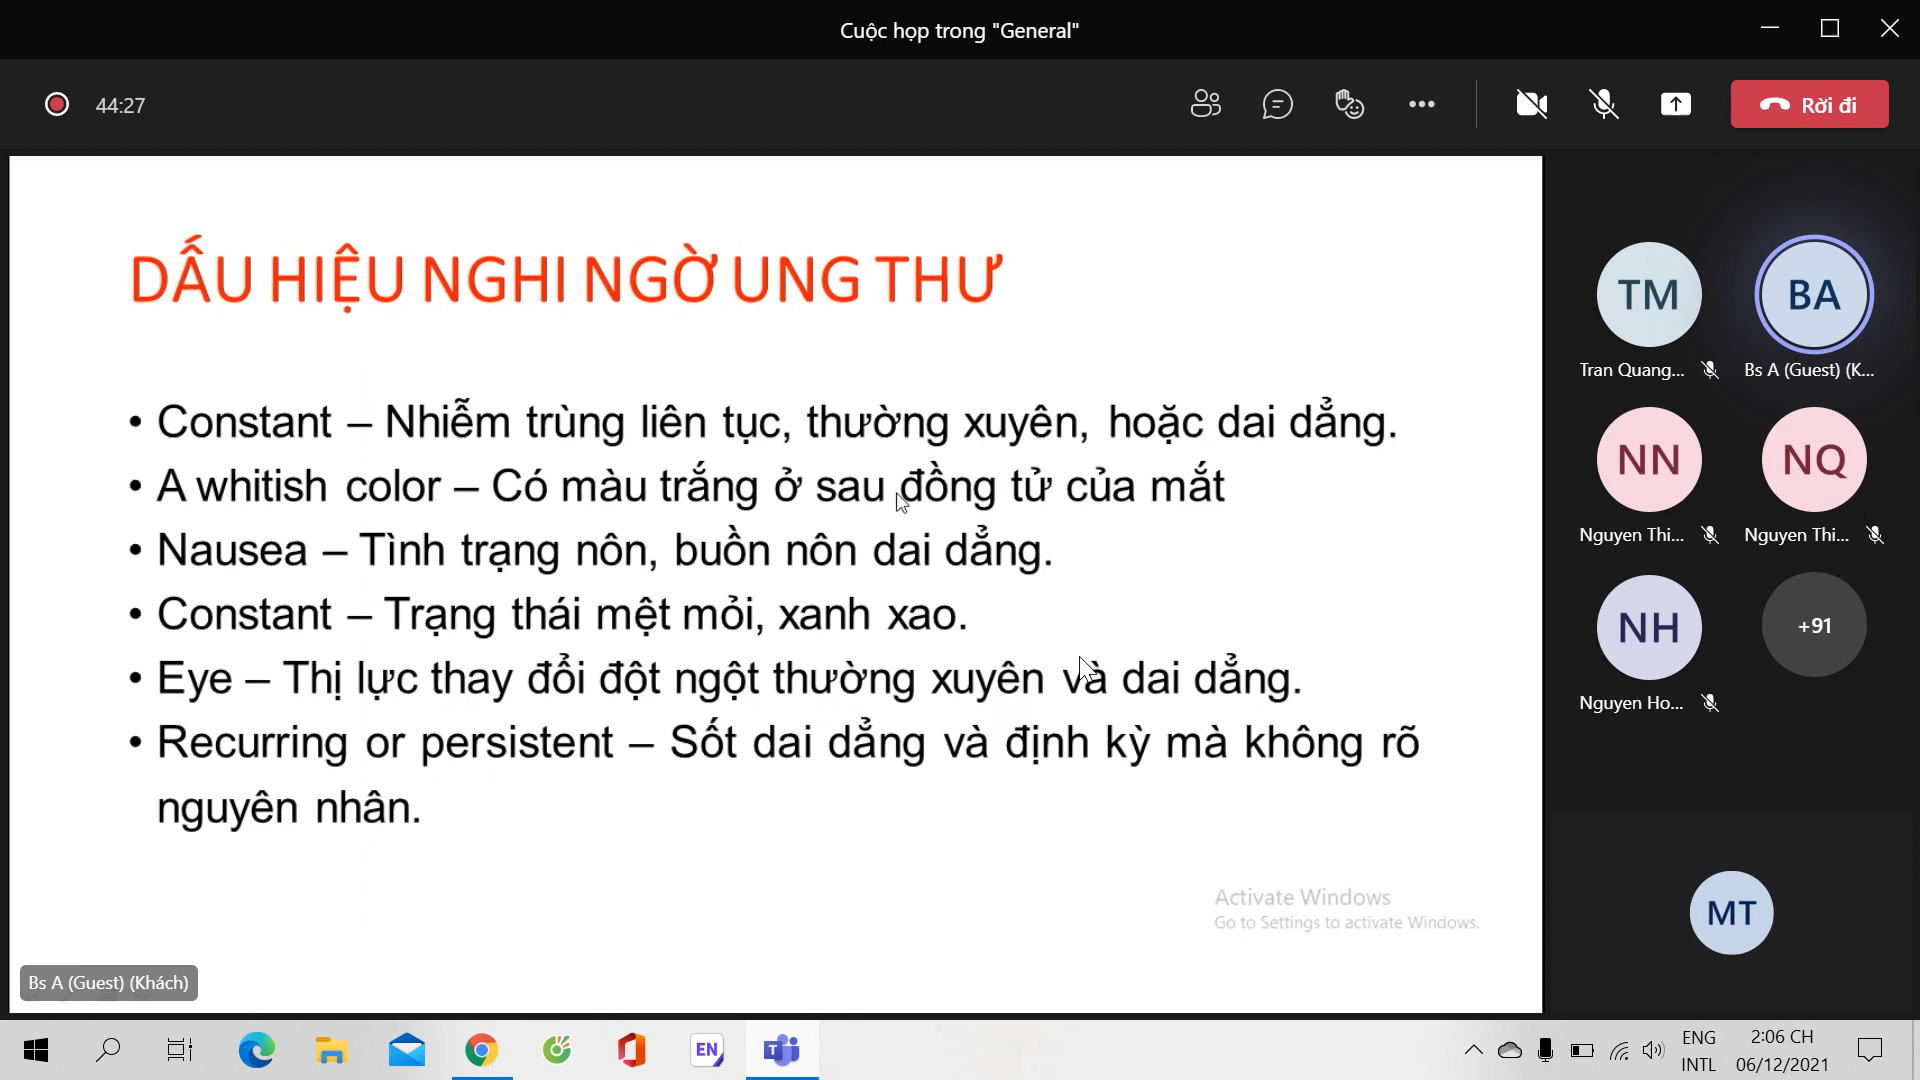 Cuộc họp trong "General"
44:27
Rời đi
DẤU HIỆU NGHI NGỜ UNG THƯ
• Constant – Nhiễm trùng liên tục, thường xuyên, hoặc dai dẳng.
• A whitish color – Có màu trắng ở sau đồng tử của mắt
• Nausea – Tình trạng nôn, buồn nôn dai dẳng.
• Constant – Trạng thái mệt mỏi, xanh xao.
• Eye – Thị lực thay đổi đột ngột thường xuyên và dai dẳng.
• Recurring or persistent – Sốt dai dẳng và định kỳ mà không rõ
nguyên nhân.
Activate Windows
Go to Settings to activate Windows.
Bs A (Guest) (Khách)
TM
BA
Tran Quang...
Bs A (Guest) (K...
NN
NQ
Nguyen Thi...
Nguyen Thi...
NH
+91
Nguyen Ho...
MT
EN
T
ENG
INTL
2:06 CH
06/12/2021